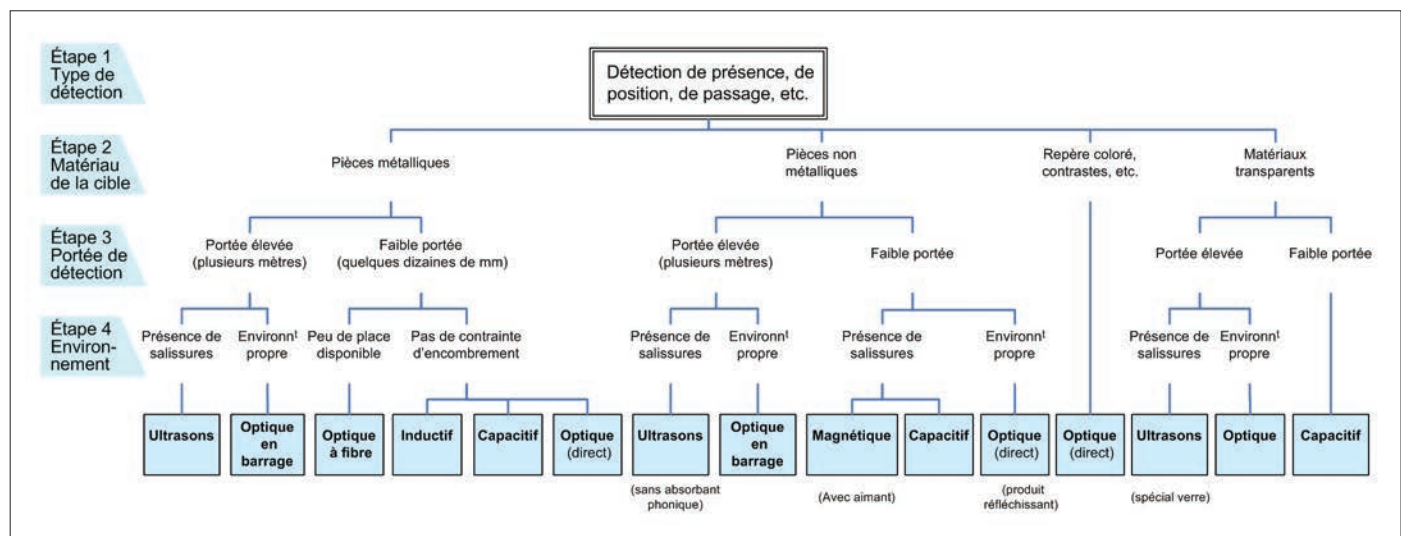 Étape 1
Type de
détection
Détection de présence, de
position, de passage, etc.
Étape 2
Matériau
de la cible
Pièces métalliques
Pièces non
métalliques
Repère coloré,
contrastes, etc.
Matériaux
transparents
Étape 3
Portée de
détection
Portée élevée
(plusieurs mètres)
Faible portée
(quelques dizaines de mm)
Portée élevée
(plusieurs mètres)
Faible portée
Portée élevée
Faible portée
Étape 4
Environ-
nement
Présence de
salissures
Environnᵗ
propre
Peu de place
disponible
Pas de contrainte
d'encombrement
Présence de
salissures
Environnᵗ
propre
Présence de
salissures
Environnᵗ
propre
Présence de
salissures
Environnᵗ
propre
Ultrasons
Optique
en
barrage
Optique
à fibre
Inductif
Capacitif
Optique
(direct)
Ultrasons
(sans absorbant
phonique)
Optique
en
barrage
Magnétique
(Avec aimant)
Capacitif
Optique
(direct)
(produit
réfléchissant)
Optique
(direct)
Ultrasons
(spécial verre)
Optique
Capacitif